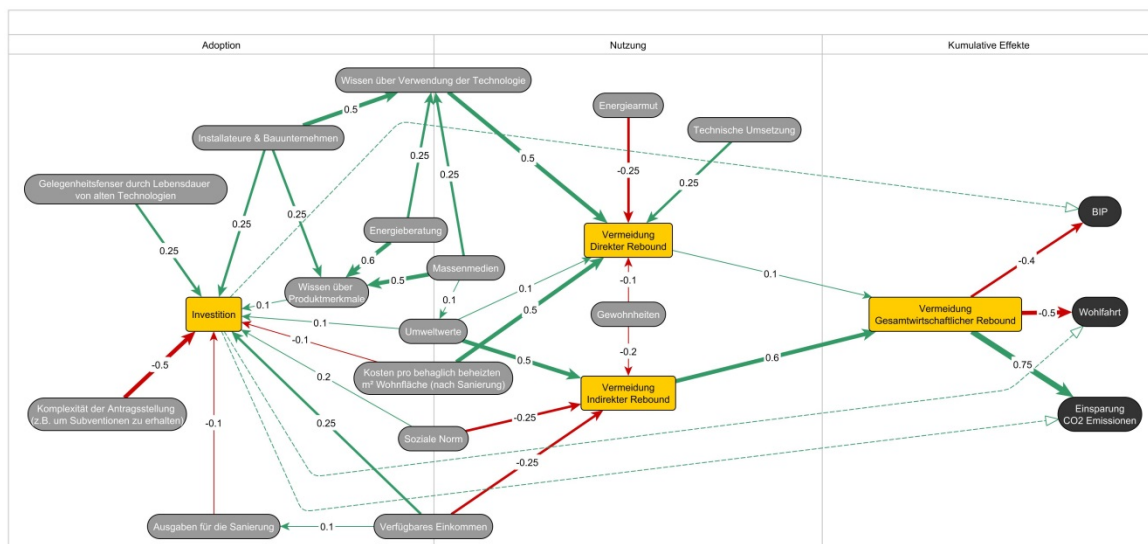 Adoption
Nutzung
Kumulative Effekte
Wissen über Verwendung der Technologie
Energiearmut
Technische Umsetzung
Installateure & Bauunternehmen
0.5
0.25
0.5
-0.25
0.25
Gelegenheitsfenser durch Lebensdauer
von alten Technologien
0.25
0.25
0.25
0.25
Energieberatung
0.6
Massenmedien
0.5
0.1
Wissen über
Produktmerkmale
0.1
Vermeidung
Direkter Rebound
0.1
-0.1
0.1
BIP
-0.4
Investition
0.1
Umweltwerte
0.5
Gewohnheiten
-0.2
Vermeidung
Gesamtwirtschaftlicher Rebound
-0.5
Wohlfahrt
-0.1
0.5
0.6
0.75
-0.5
0.2
Kosten pro behaglich beheizten
m² Wohnfläche (nach Sanierung)
Vermeidung
Indirekter Rebound
Komplexität der Antragsstellung
(z.B. um Subventionen zu erhalten)
-0.1
0.25
Soziale Norm
-0.25
-0.25
Einsparung
CO2 Emissionen
Ausgaben für die Sanierung
0.1
Verfügbares Einkommen